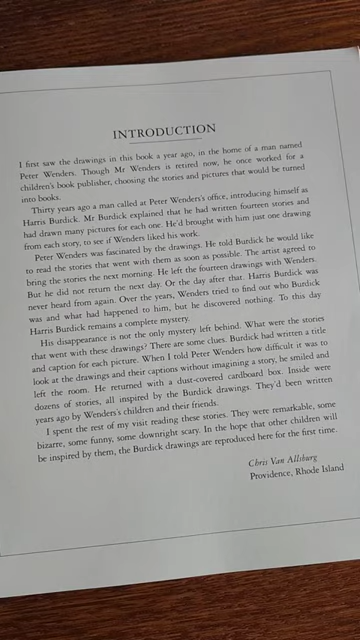 INTRODUCTION
I first saw the drawings in this book a year ago, in the home of a man named
Peter Wenders. Though Mr Wenders is retired now, he once worked for a
children's book publisher, choosing the stories and pictures that would be turned
into books.
Thirty years ago a man called at Peter Wenders's office, introducing himself as
Harris Burdick. Mr Burdick explained that he had written fourteen stories and
had drawn many pictures for each one. He'd brought with him just one drawing
from each story, to see if Wenders liked his work.
Peter Wenders was fascinated by the drawings. He told Burdick he would like
to read the stories that went with them as soon as possible. The artist agreed to
bring the stories the next morning. He left the fourteen drawings with Wenders.
But he did not return the next day. Or the day after that. Harris Burdick was
never heard from again. Over the years, Wenders tried to find out who Burdick
was and what had happened to him, but he discovered nothing. To this day
Harris Burdick remains a complete mystery.
His disappearance is not the only mystery left behind. What were the stories
that went with these drawings? There are some clues. Burdick had written a title
and caption for each picture. When I told Peter Wenders how difficult it was to
look at the drawings and their captions without imagining a story, he smiled and
left the room. He returned with a dust-covered cardboard box. Inside were
dozens of stories, all inspired by the Burdick drawings. They'd been written
years ago by Wenders's children and their friends.
I spent the rest of my visit reading these stories. They were remarkable, some
bizarre, some funny, some downright scary. In the hope that other children will
be inspired by them, the Burdick drawings are reproduced here for the first time.
Chris Van Allsburg
Providence, Rhode Island